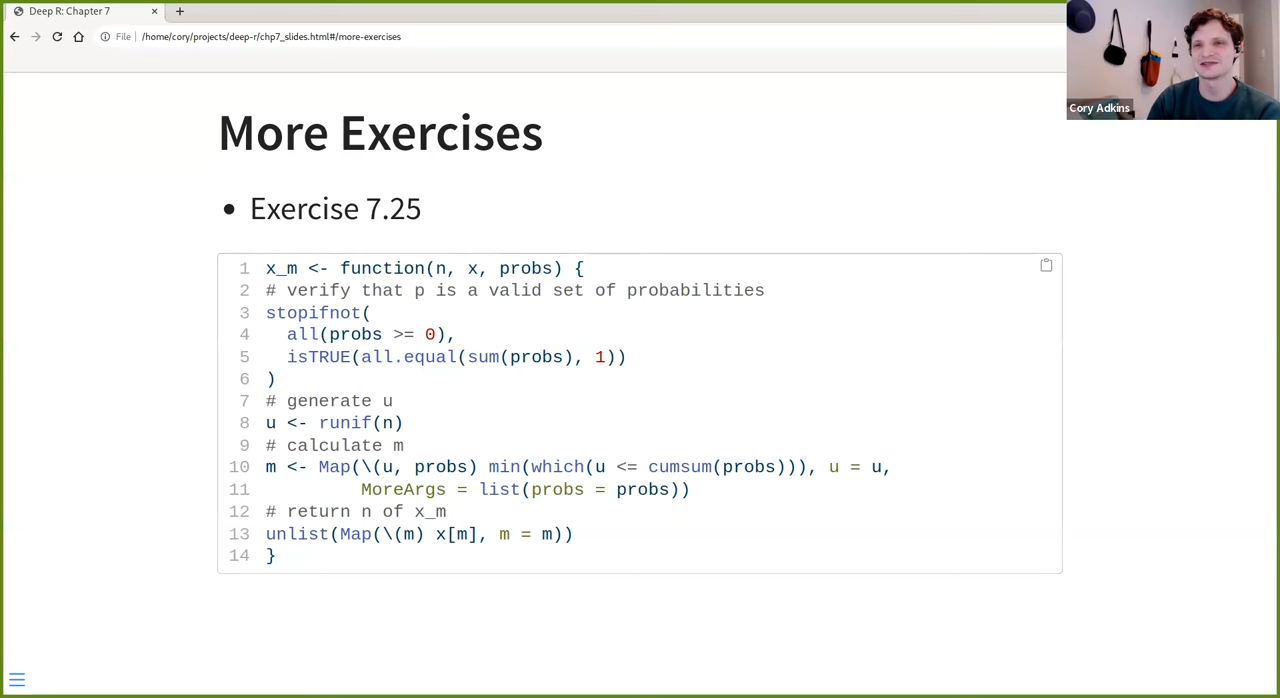 Deep R: Chapter 7
File
/home/cory/projects/deep-r/chp7_slides.html#/more-exercises
Cory Adkins
More Exercises
• Exercise 7.25
1 x_m <- function(n, x, probs) {
2 # verify that p is a valid set of probabilities
3 stopifnot(
4   all(probs >= 0),
5   isTRUE(all.equal(sum(probs), 1))
6 )
7 # generate u
8 u <- runif(n)
9 # calculate m
10 m <- Map(\(u, probs) min(which(u <= cumsum(probs))), u = u,
11          MoreArgs = list(probs = probs))
12 # return n of x_m
13 unlist(Map(\(m) x[m], m = m))
14 }